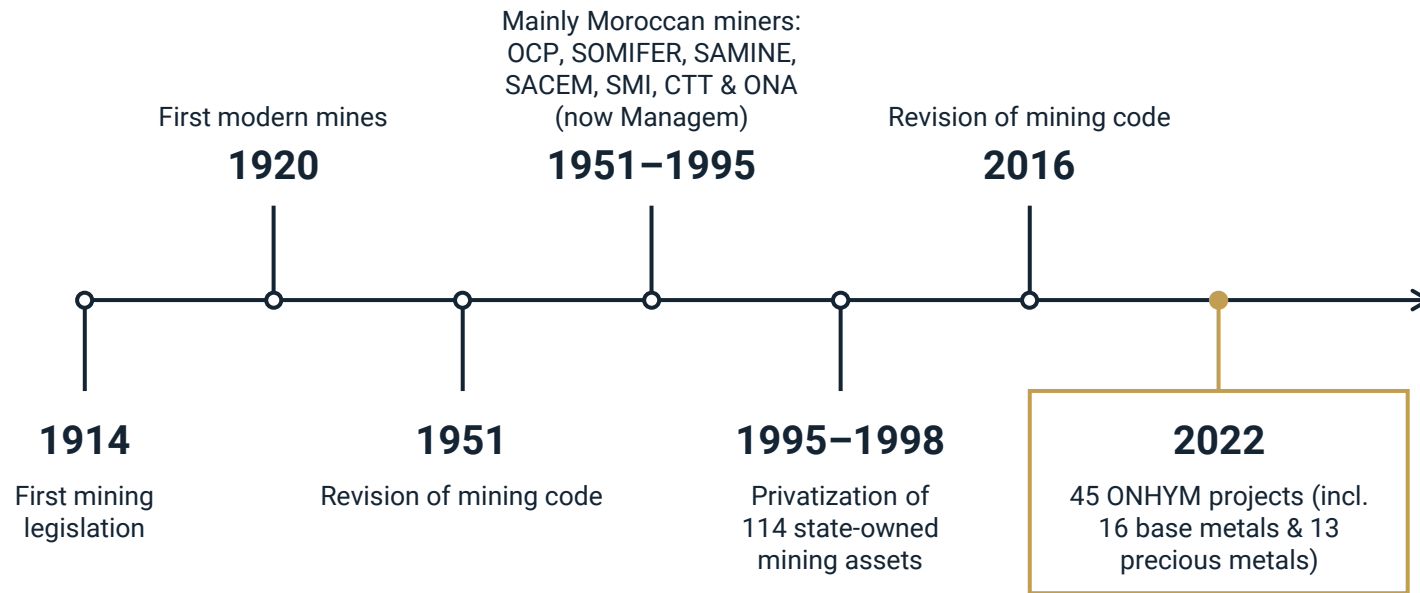 Mainly Moroccan miners:
OCP, SOMIFER, SAMINE,
SACEM, SMI, CTT & ONA
(now Managem)
First modern mines
Revision of mining code
1920
1951–1995
2016
1914
1951
1995–1998
2022
First mining
legislation
Revision of mining code
Privatization of
114 state-owned
mining assets
45 ONHYM projects (incl.
16 base metals & 13
precious metals)